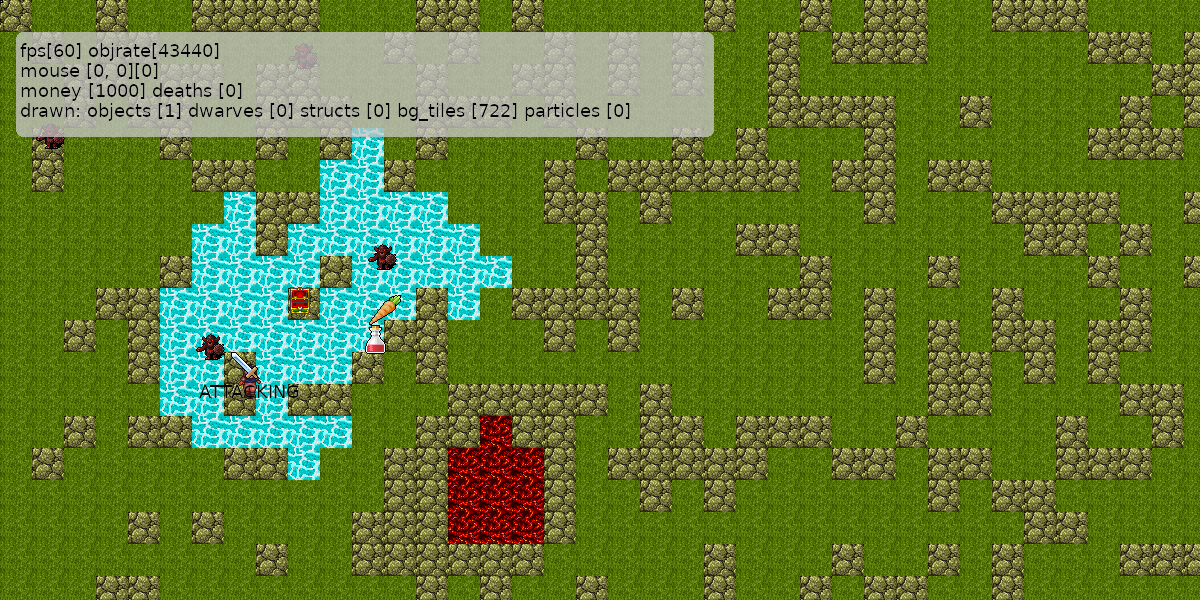 fps[60] objrate[43440]
mouse [0, 0][0]
money [1000] deaths [0]
drawn: objects [1] dwarves [0] structs [0] bg_tiles [722] particles [0]
ATTACKING